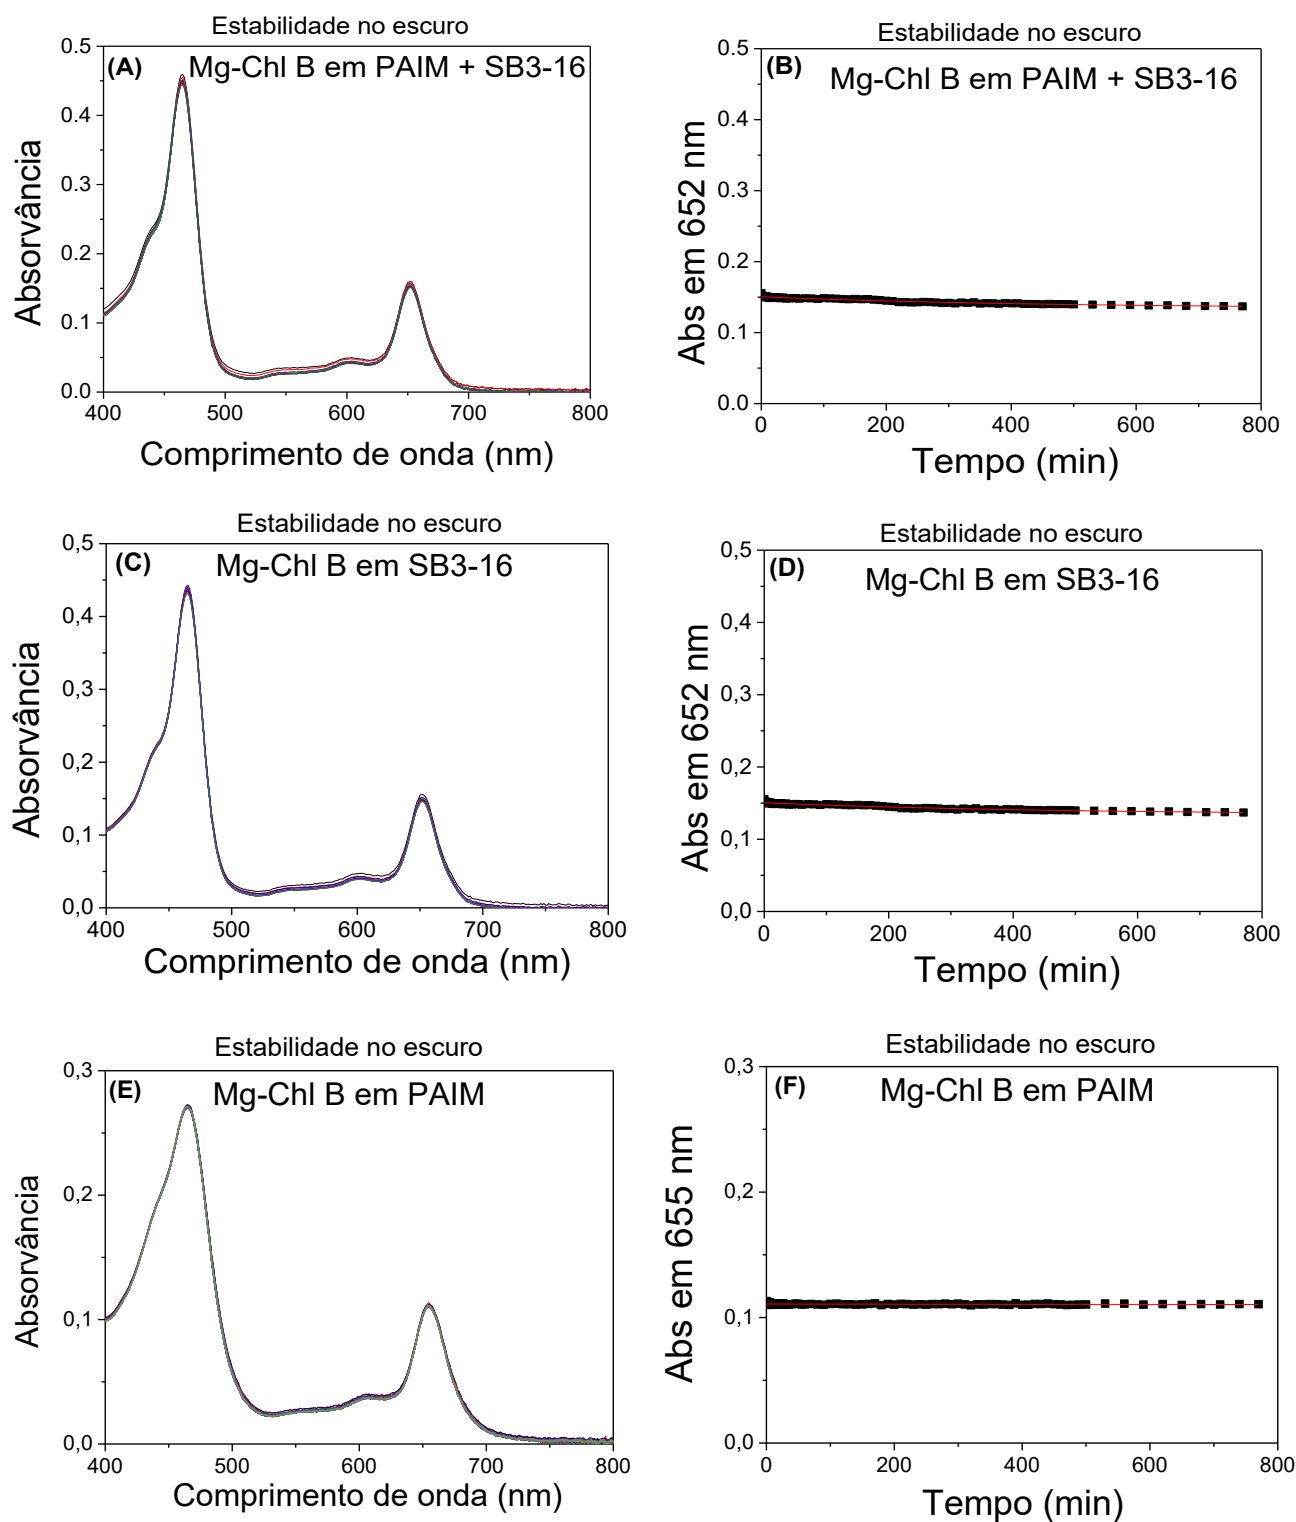 Estabilidade no escuro
(A) Mg-Chl B em PAIM + SB3-16
0.5
0.4
0.3
0.2
0.1
0.0
Absorvância
400 500 600 700 800
Comprimento de onda (nm)
Estabilidade no escuro
(B) Mg-Chl B em PAIM + SB3-16
0.5
0.4
0.3
0.2
0.1
0.0
Abs em 652 nm
0 200 400 600 800
Tempo (min)
Estabilidade no escuro
(C) Mg-Chl B em SB3-16
0,5
0,4
0,3
0,2
0,1
0,0
Absorvância
400 500 600 700 800
Comprimento de onda (nm)
Estabilidade no escuro
(D) Mg-Chl B em SB3-16
0,5
0,4
0,3
0,2
0,1
0,0
Abs em 652 nm
0 200 400 600 800
Tempo (min)
Estabilidade no escuro
(E) Mg-Chl B em PAIM
0,3
0,2
0,1
0,0
Absorvância
400 500 600 700 800
Comprimento de onda (nm)
Estabilidade no escuro
(F) Mg-Chl B em PAIM
0,3
0,2
0,1
0,0
Abs em 655 nm
0 200 400 600 800
Tempo (min)